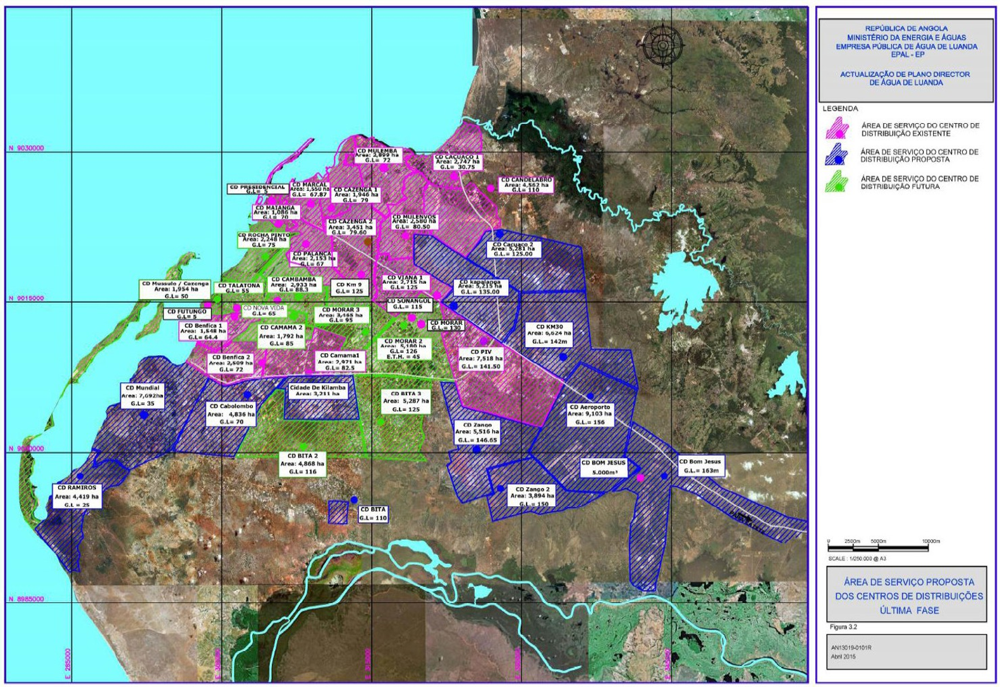 REPÚBLICA DE ANGOLA
MINISTÉRIO DA ENERGIA E ÁGUAS
EMPRESA PÚBLICA DE ÁGUA DE LUANDA
EPAL - EP
ACTUALIZAÇÃO DE PLANO DIRECTOR
DE ÁGUA DE LUANDA
LEGENDA
ÁREA DE SERVIÇO DO CENTRO DE
DISTRIBUIÇÃO EXISTENTE
ÁREA DE SERVIÇO DO CENTRO DE
DISTRIBUIÇÃO PROPOSTA
ÁREA DE SERVIÇO DO CENTRO DE
DISTRIBUIÇÃO FUTURA
N 9030000
CD MULEMBA
Area: 2,899 ha
G.L= 72
CD CACUACO 1
Area: 2,747 ha
G.L= 30.75
CD CANDELABRO
Area: 4,562 ha
G.L= 110
CD PRESIDENCIAL
G.L= 5
CD MARCAL
Area: 1,550 ha
G.L= 67.87
CD CAZENGA 1
Area: 1,946 ha
G.L= 79
CD MAIANGA
Area: 1,086 ha
G.L= 70
CD CAZENGA 2
Area: 3,451 ha
G.L= 79.60
CD MULENVOS
Area: 2,580 ha
G.L= 80.50
CD ROCHA PINTO
Area: 2,248 ha
G.L= 75
CD PALANCA
Area: 2,153 ha
G.L= 67
CD Cacuaco 2
Area: 5,281 ha
G.L.= 125.00
CD Mussulo / Cazenga
Area: 1,954 ha
G.L= 50
CD TALATONA
G.L= 55
CD CAMBAMBA
Area: 2,933 ha
G.L= 88.3
CD Km 9
G.L= 125
CD VIANA 1
Area: 2,715 ha
G.L= 125
CD kapalanga
Area: 5,215 ha
G.L.= 135.00
N 9015000
CD FUTUNGO
G.L= 5
CD NOVA VIDA
G.L= 65
CD MORAR 3
Area: 3,465 ha
G.L= 95
CD SONANGOL
G.L.= 115
CD MORAR
G.L.= 130
CD Benfica 1
Area: 1,548 ha
G.L= 64.4
CD CAMAMA 2
Area: 1,792 ha
G.L= 85
CD MORAR 2
Area: 5,180 ha
G.L= 126
E.T.H. = 45
CD KM30
Area: 6,624 ha
G.L.= 142m
CD Benfica 2
Area: 2,509 ha
G.L= 72
CD Camama1
Area: 2,971 ha
G.L= 82.5
CD PIV
Area: 7,518 ha
G.L.= 141.50
CD Mundial
Area: 7,692ha
G.L= 35
CD Cabolombo
Area: 4,836 ha
G.L= 70
Cidade De Kilamba
Area: 3,211 ha
CD BITA 3
Area: 5,287 ha
G.L= 125
CD Aeroporto
Area: 9,103 ha
G.L.= 156
CD Zango
Area: 5,516 ha
G.L.= 146.65
CD BITA 2
Area: 4,868 ha
G.L= 116
CD BOM JESUS
5.000m³
CD Bom Jesus
G.L.= 163m
CD RAMIROS
Area: 4,419 ha
G.L = 25
CD Zango 2
Area: 3,894 ha
G.L.= 150
CD BITA
G.L= 110
N 8985000
E 285000
E 315000
0 2500m 5000m 10000m
SCALE : 1/250.000 @ A3
ÁREA DE SERVIÇO PROPOSTA
DOS CENTROS DE DISTRIBUIÇÕES
ÚLTIMA FASE
Figura 3.2
AN13019-0101R
Abril 2015